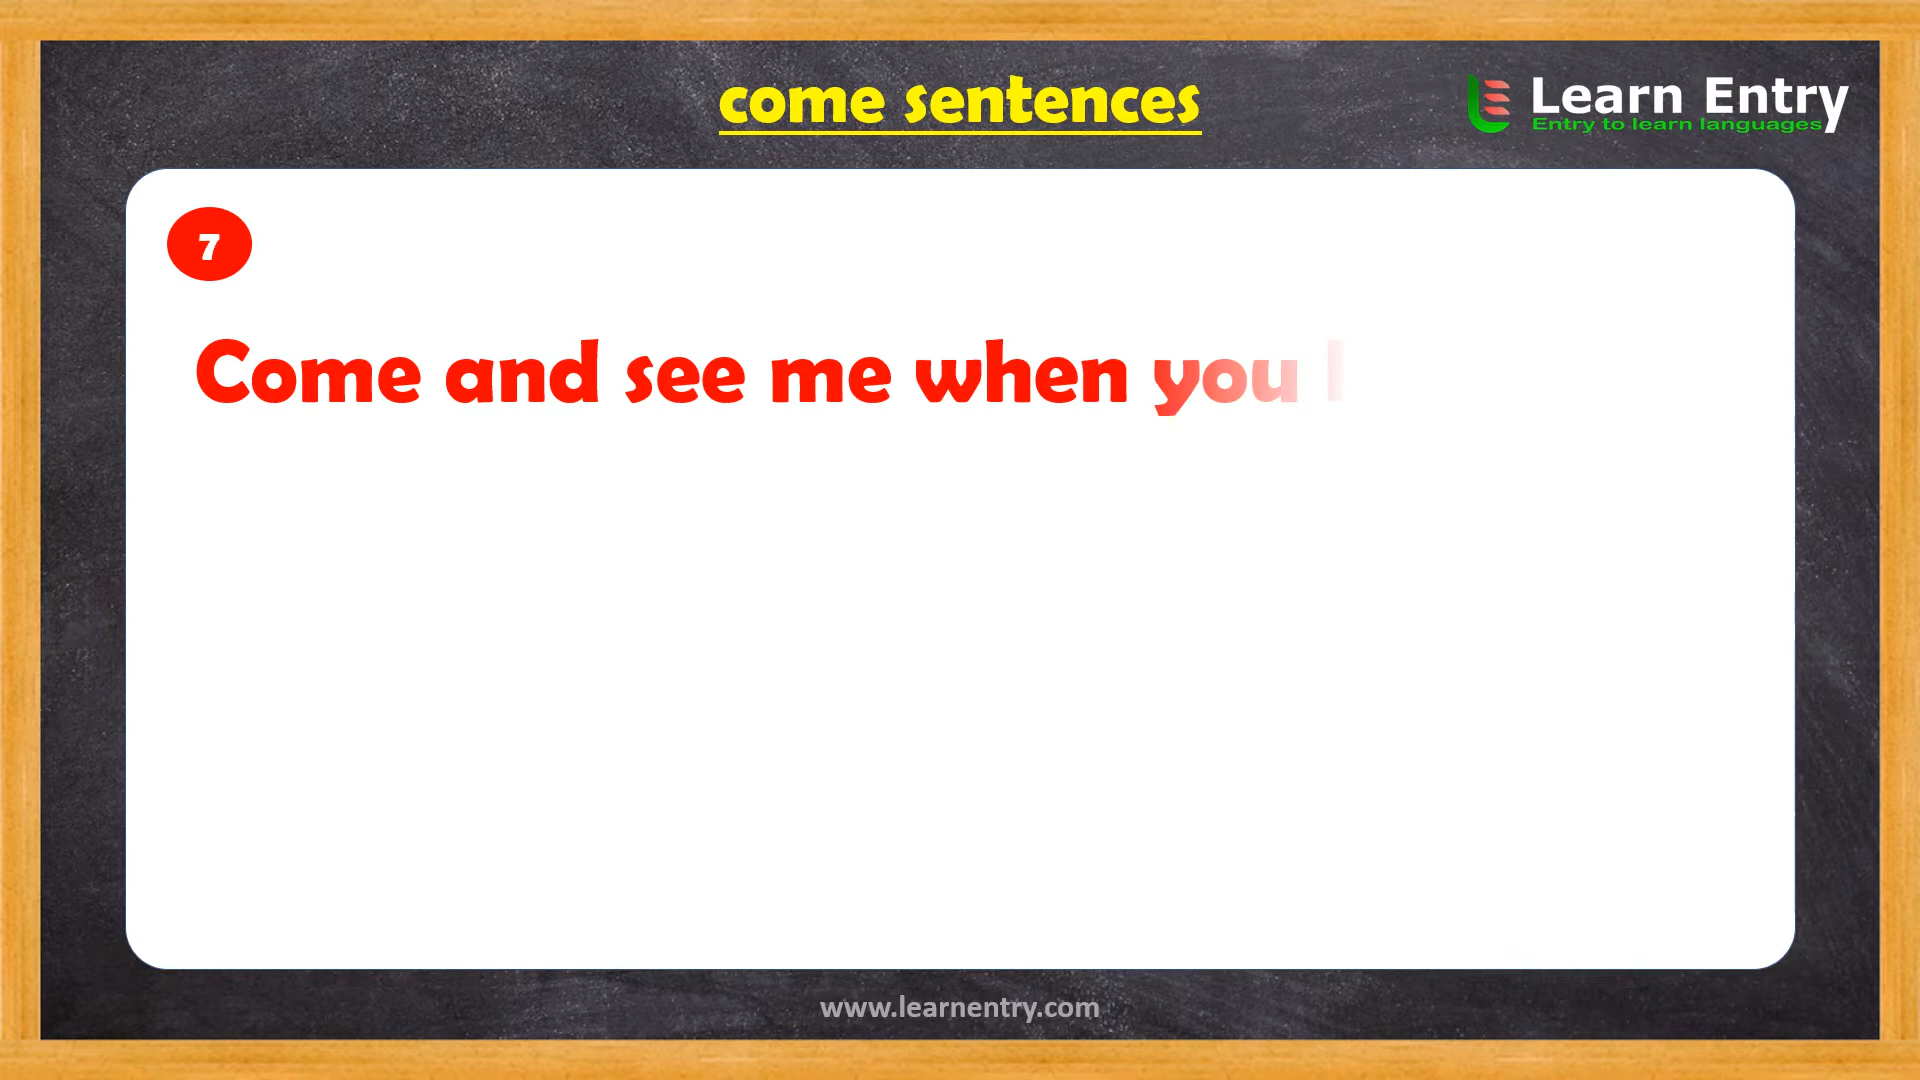 come sentences
Learn Entry
Entry to learn languages
7
Come and see me when you
www.learnentry.com